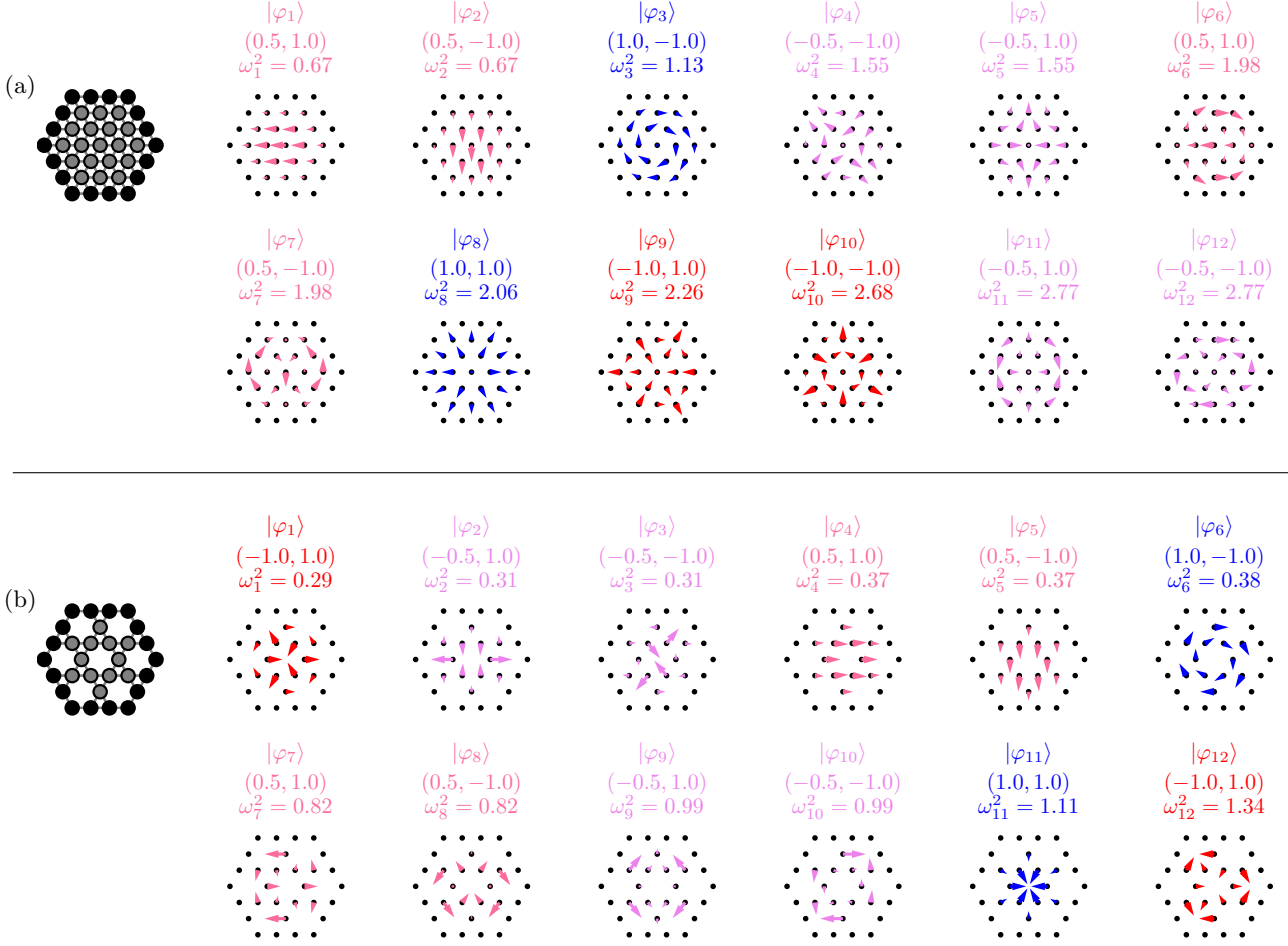 |φ₁⟩ |φ₂⟩ |φ₃⟩ |φ₄⟩ |φ₅⟩ |φ₆⟩
(0.5, 1.0) (0.5, −1.0) (1.0, −1.0) (−0.5, −1.0) (−0.5, 1.0) (0.5, 1.0)
ω₁² = 0.67 ω₂² = 0.67 ω₃² = 1.13 ω₄² = 1.55 ω₅² = 1.55 ω₆² = 1.98
(a)
|φ₇⟩ |φ₈⟩ |φ₉⟩ |φ₁₀⟩ |φ₁₁⟩ |φ₁₂⟩
(0.5, −1.0) (1.0, 1.0) (−1.0, 1.0) (−1.0, −1.0) (−0.5, 1.0) (−0.5, −1.0)
ω₇² = 1.98 ω₈² = 2.06 ω₉² = 2.26 ω₁₀² = 2.68 ω₁₁² = 2.77 ω₁₂² = 2.77
|φ₁⟩ |φ₂⟩ |φ₃⟩ |φ₄⟩ |φ₅⟩ |φ₆⟩
(−1.0, 1.0) (−0.5, 1.0) (−0.5, −1.0) (0.5, 1.0) (0.5, −1.0) (1.0, −1.0)
ω₁² = 0.29 ω₂² = 0.31 ω₃² = 0.31 ω₄² = 0.37 ω₅² = 0.37 ω₆² = 0.38
(b)
|φ₇⟩ |φ₈⟩ |φ₉⟩ |φ₁₀⟩ |φ₁₁⟩ |φ₁₂⟩
(0.5, 1.0) (0.5, −1.0) (−0.5, 1.0) (−0.5, −1.0) (1.0, 1.0) (−1.0, 1.0)
ω₇² = 0.82 ω₈² = 0.82 ω₉² = 0.99 ω₁₀² = 0.99 ω₁₁² = 1.11 ω₁₂² = 1.34